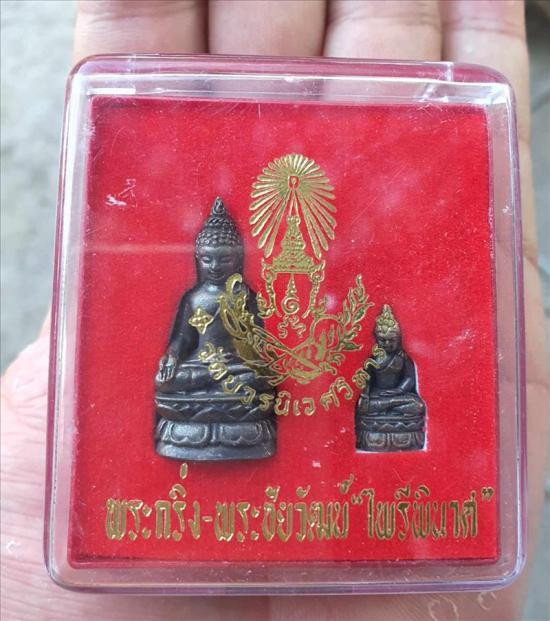 วัดบวรนิเวศวิหาร
พระกริ่ง-พระชัยวัฒน์ “ไพรีพินาศ”